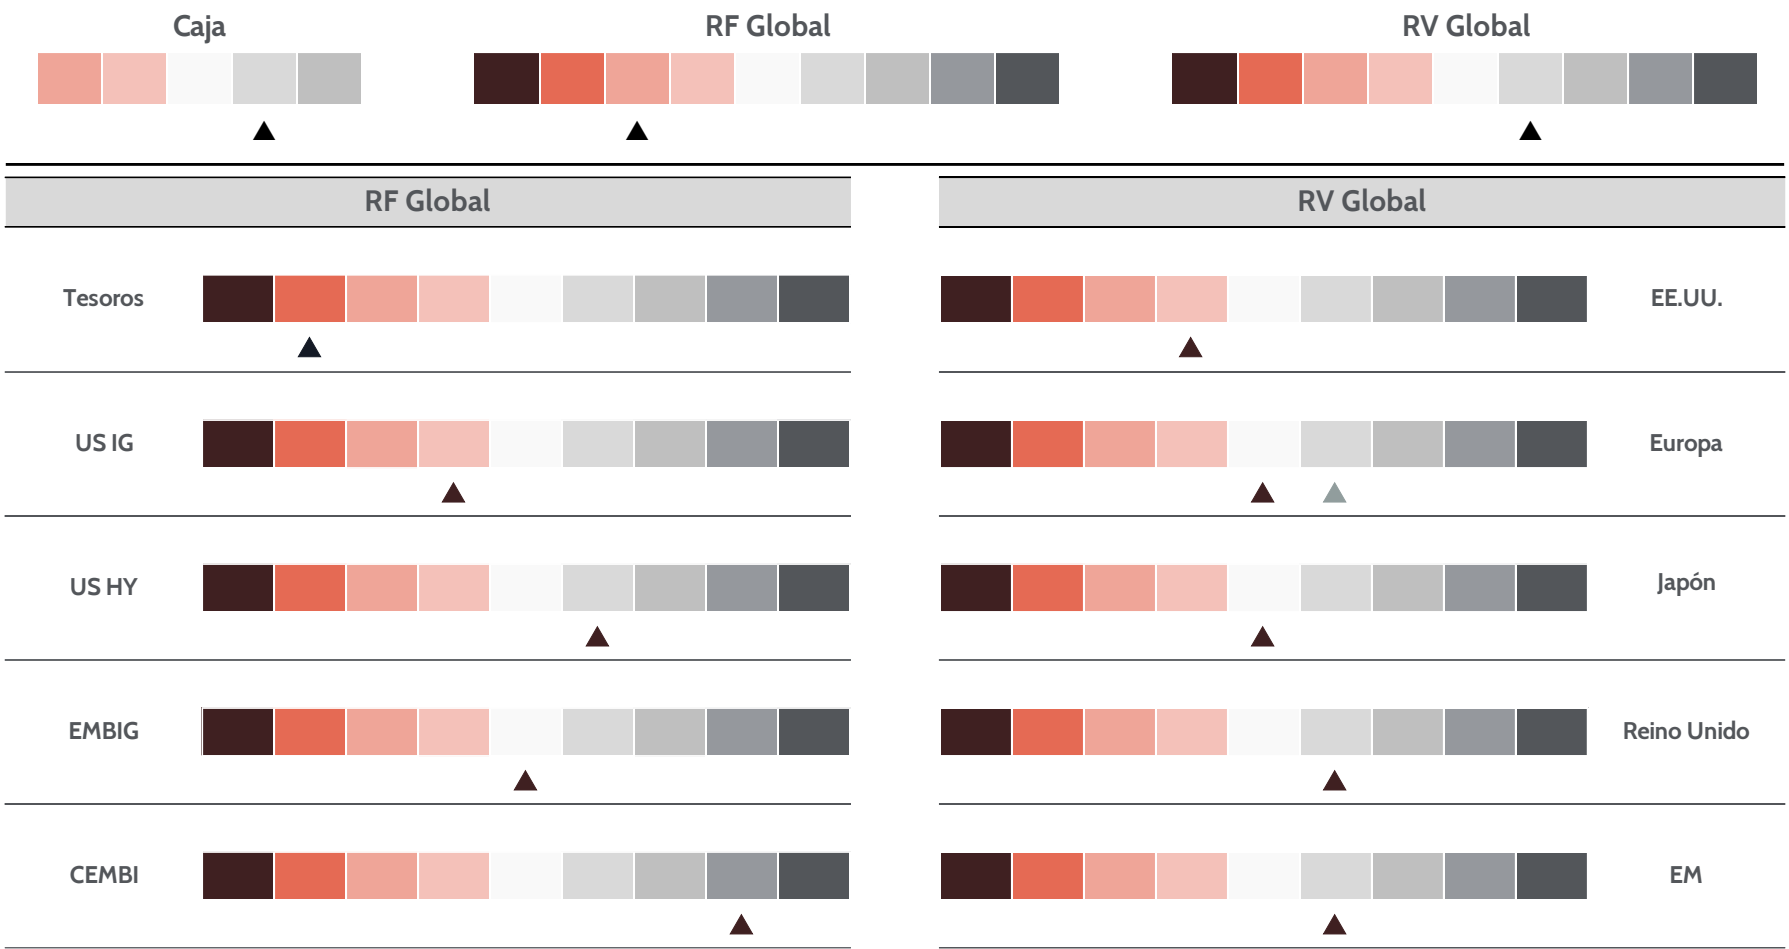 Caja
RF Global
RV Global
RF Global
RV Global
Tesoros
EE.UU.
US IG
Europa
US HY
Japón
EMBIG
Reino Unido
CEMBI
EM